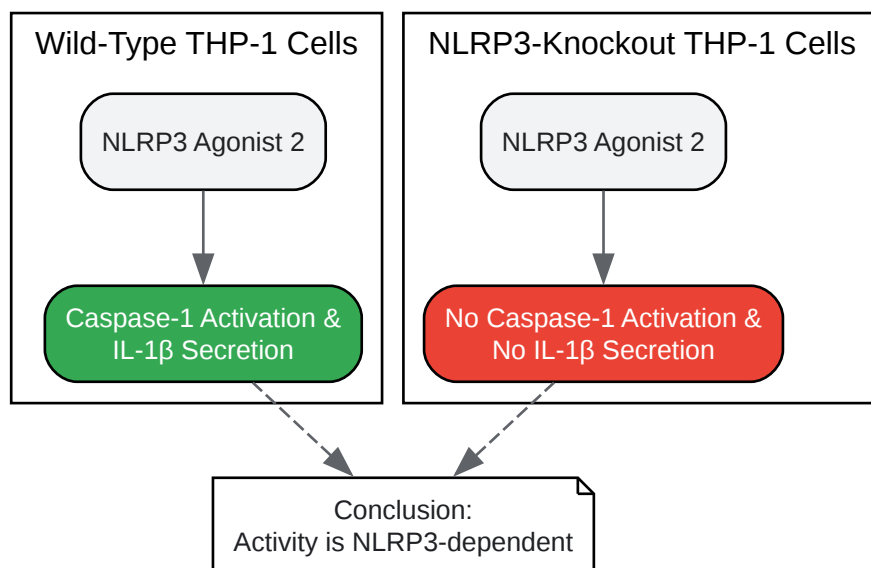 Wild-Type THP-1 Cells
NLRP3 Agonist 2
Caspase-1 Activation &
IL-1β Secretion
NLRP3-Knockout THP-1 Cells
NLRP3 Agonist 2
No Caspase-1 Activation &
No IL-1β Secretion
Conclusion:
Activity is NLRP3-dependent